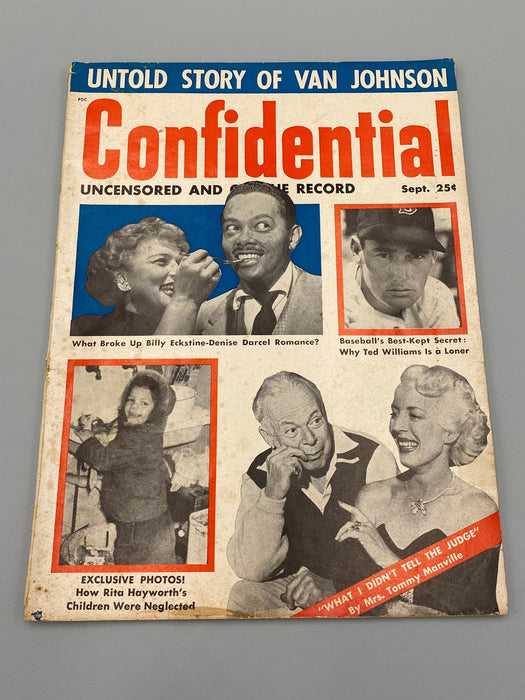 UNTOLD STORY OF VAN JOHNSON
PDC
Confidential
UNCENSORED AND RECORD Sept. 25¢
What Broke Up Billy Eckstine-Denise Darcel Romance?
Baseball's Best-Kept Secret:
Why Ted Williams Is a Loner
EXCLUSIVE PHOTOS!
How Rita Hayworth's
Children Were Neglected
"WHAT I DIDN'T TELL THE JUDGE"
By Mrs. Tommy Manville